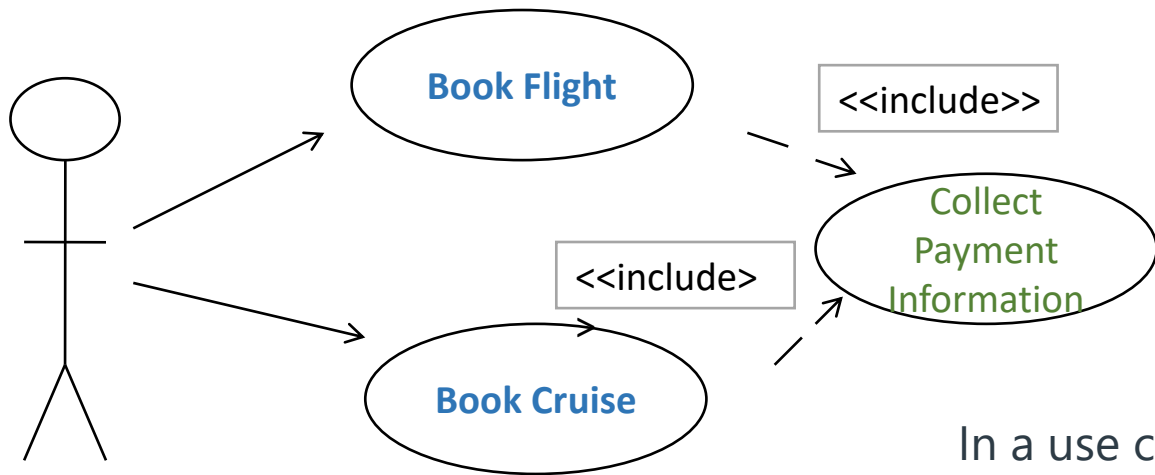 Book Flight
<<include>>
Collect
Payment
Information
<<include>
Book Cruise
In a use c